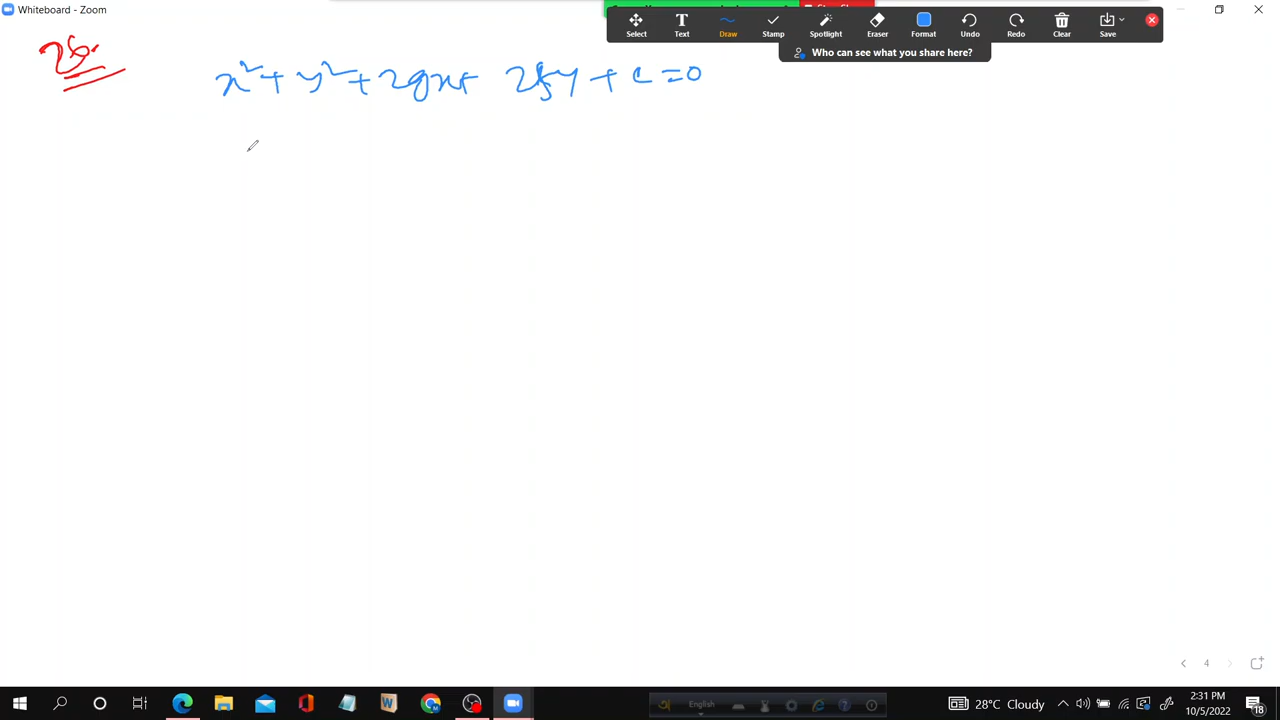 Whiteboard - Zoom
Select Text Draw Stamp Spotlight Eraser Format Undo Redo Clear Save
Who can see what you share here?
x² + y² + 2gx + 2fy + c = 0
4
English
28°C Cloudy
2:31 PM
10/5/2022
18